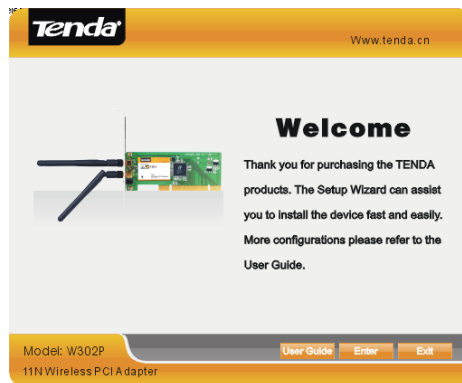 Tenda
Www.tenda.cn
Welcome
Thank you for purchasing the TENDA
products. The Setup Wizard can assist
you to install the device fast and easily.
More configurations please refer to the
User Guide.
Model: W302P
User Guide
Enter
Exit
11N Wireless PCI Adapter